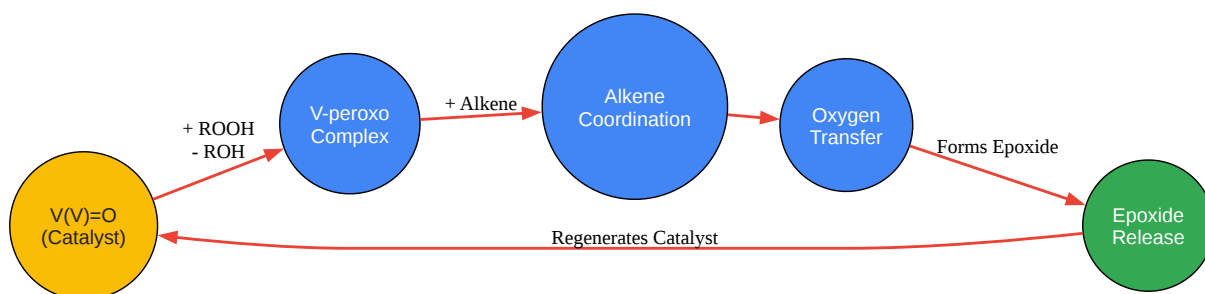 V(V)=O
(Catalyst)
+ ROOH
- ROH
V-peroxo
Complex
+ Alkene
Alkene
Coordination
Oxygen
Transfer
Forms Epoxide
Epoxide
Release
Regenerates Catalyst